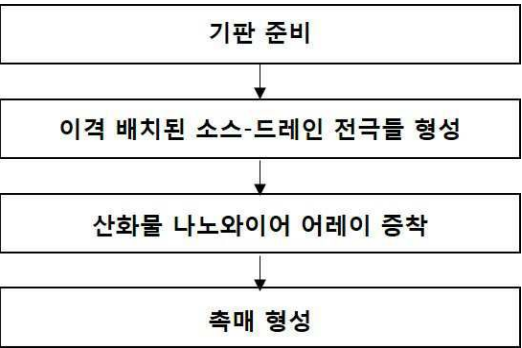 기판 준비
이격 배치된 소스-드레인 전극들 형성
산화물 나노와이어 어레이 증착
촉매 형성